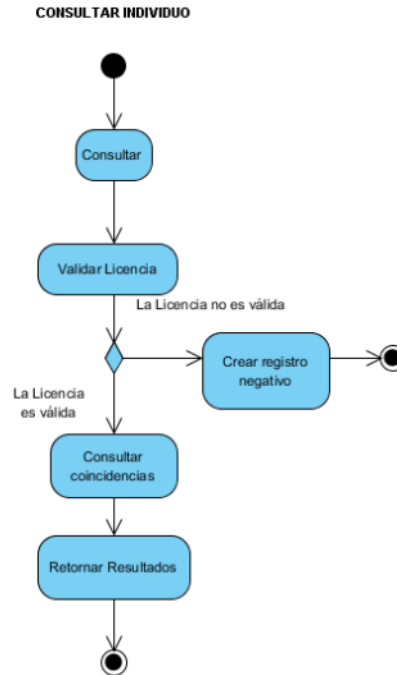 CONSULTAR INDIVIDUO
Consultar
Validar Licencia
La Licencia no es válida
Crear registro
negativo
La Licencia
es válida
Consultar
coincidencias
Retornar Resultados